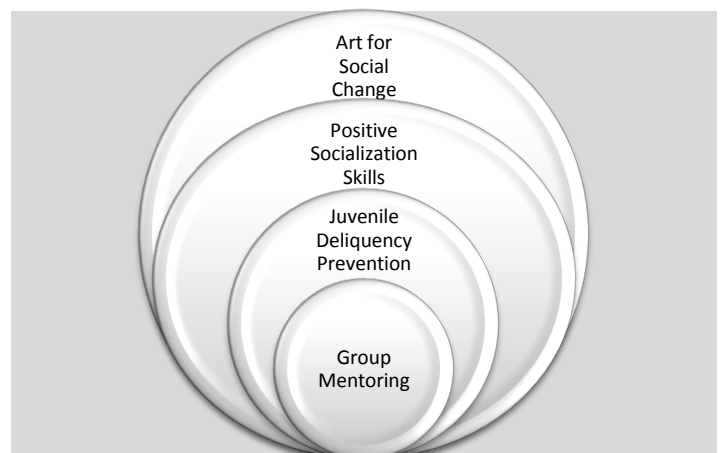 Art for
Social
Change
Positive
Socialization
Skills
Juvenile
Deliquency
Prevention
Group
Mentoring